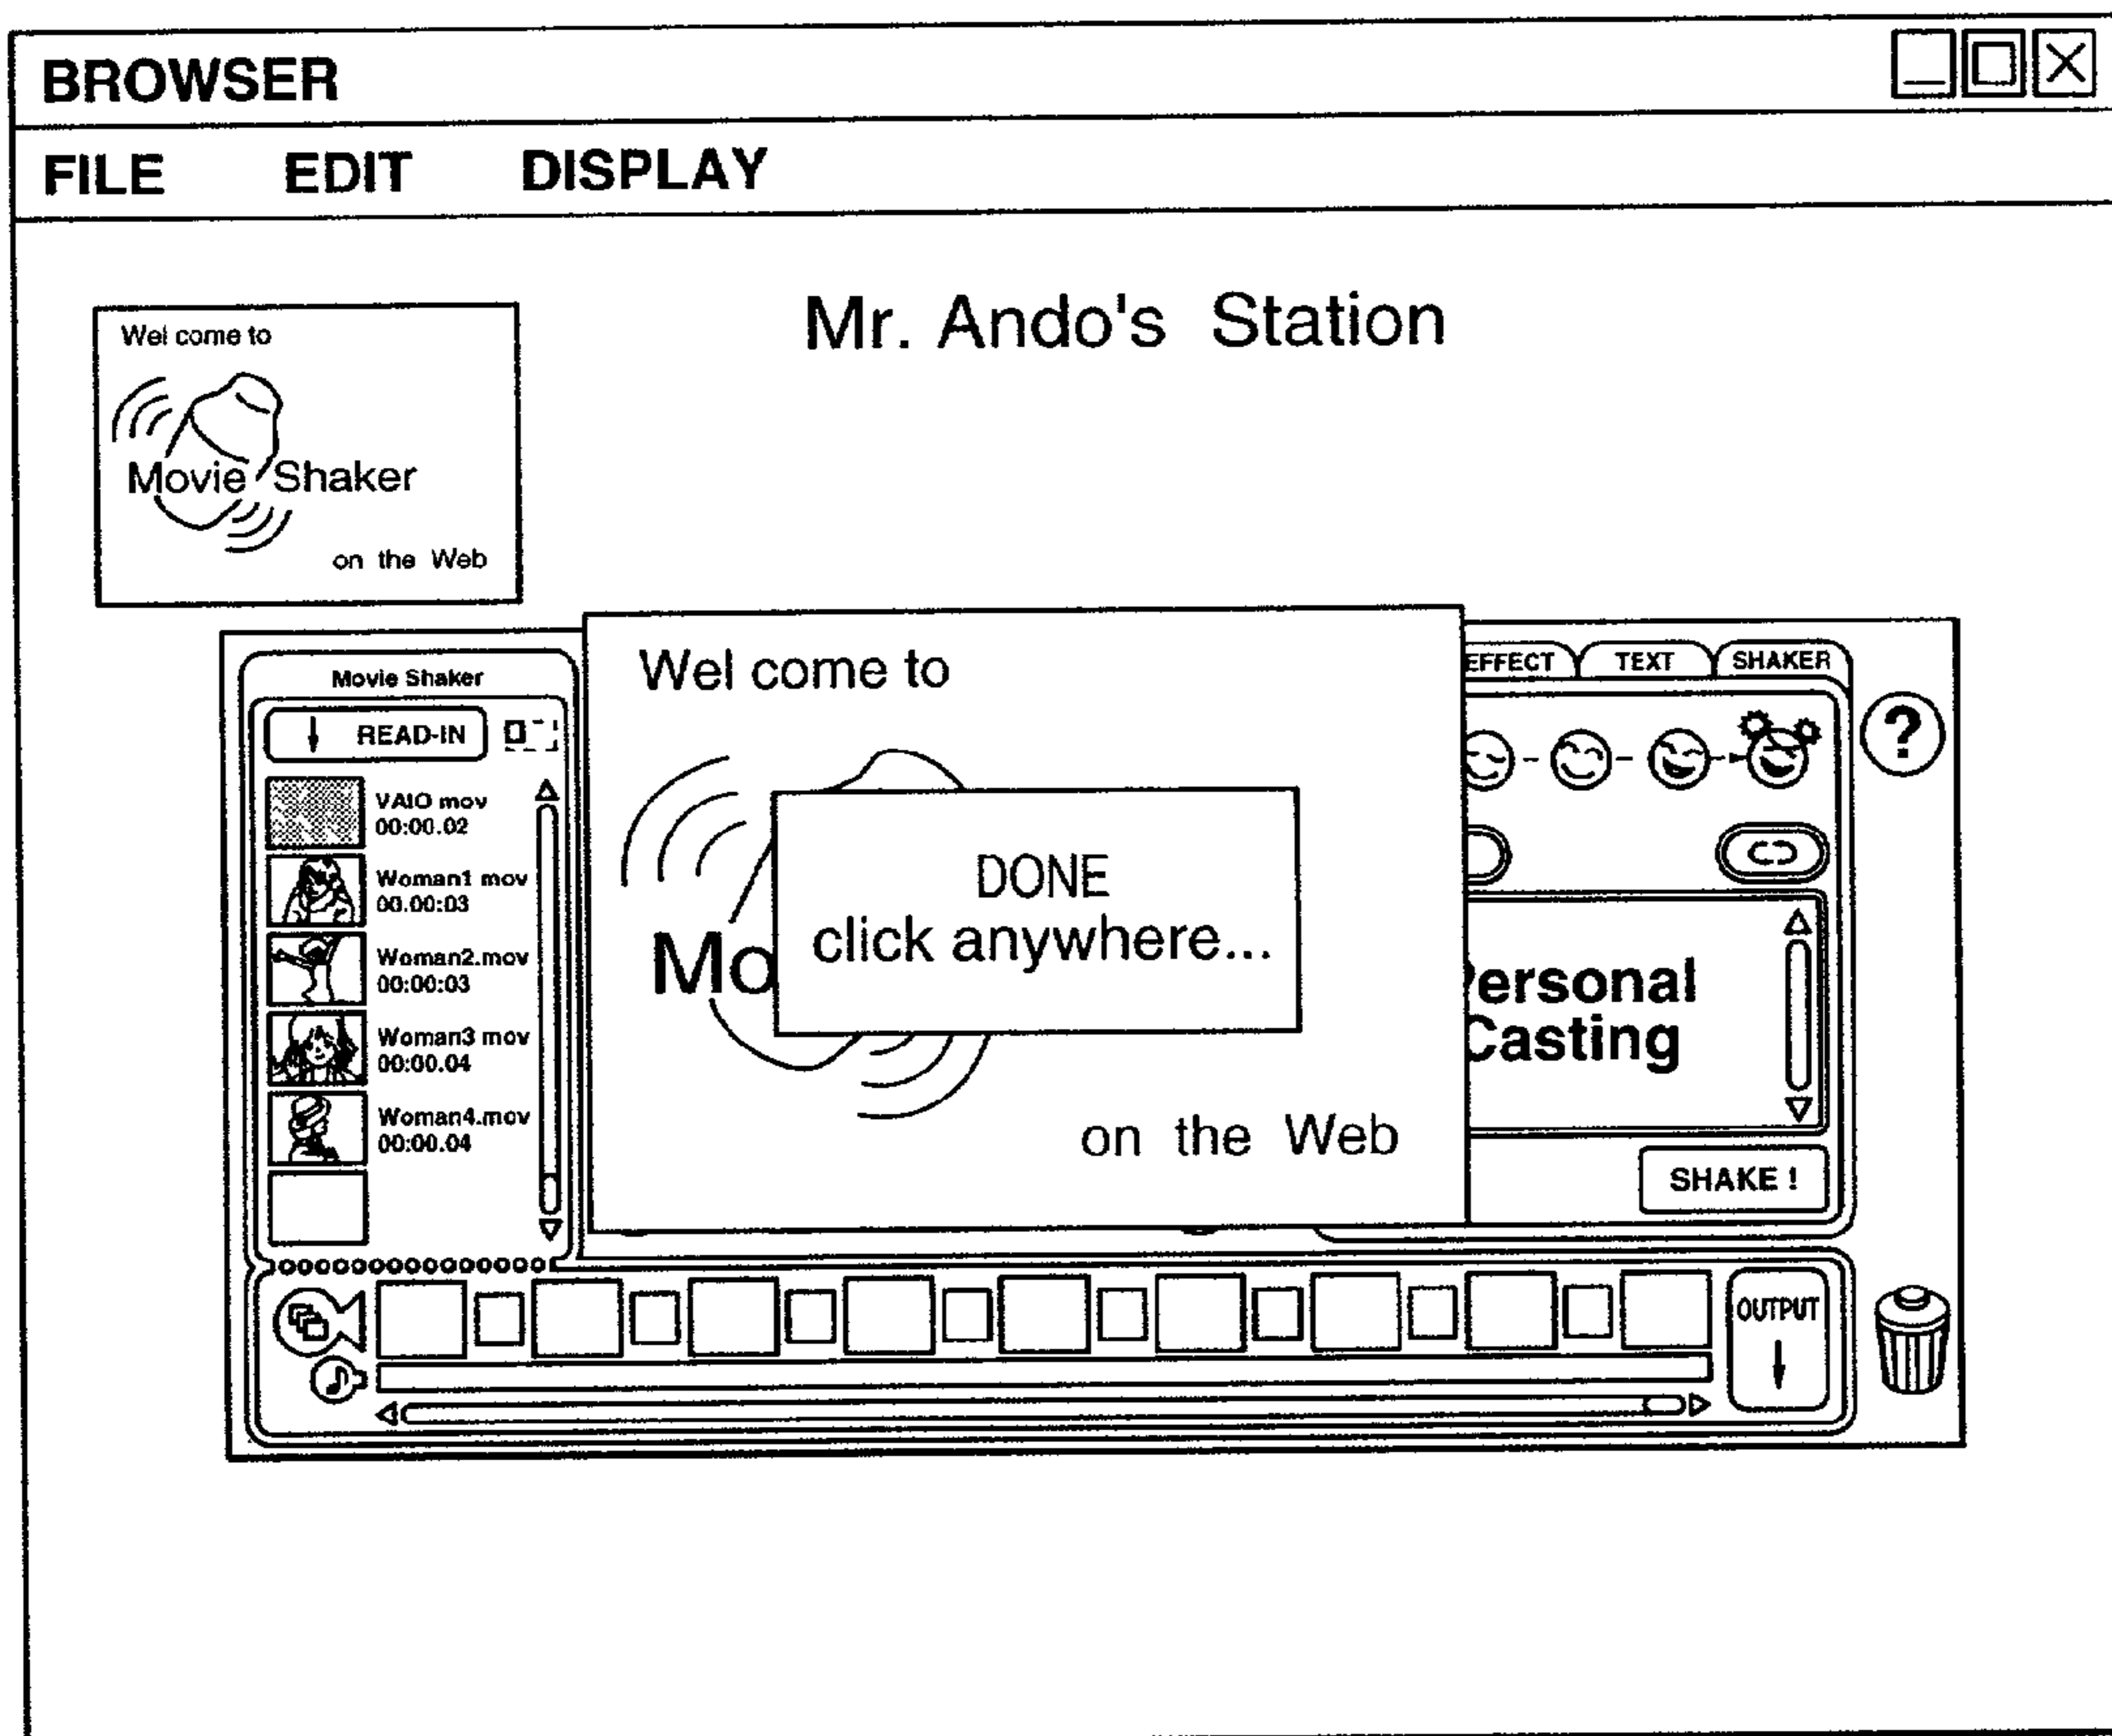 BROWSER
FILE EDIT DISPLAY
Mr. Ando's Station
Wel come to
Movie Shaker
on the Web
Movie Shaker
READ-IN
VAIO mov
00:00.02
Woman1 mov
00.00:03
Woman2.mov
00:00:03
Woman3 mov
00:00.04
Woman4.mov
00:00.04
Wel come to
Mo
DONE
click anywhere...
on the Web
EFFECT TEXT SHAKER
?
ersonal
Casting
SHAKE !
OUTPUT